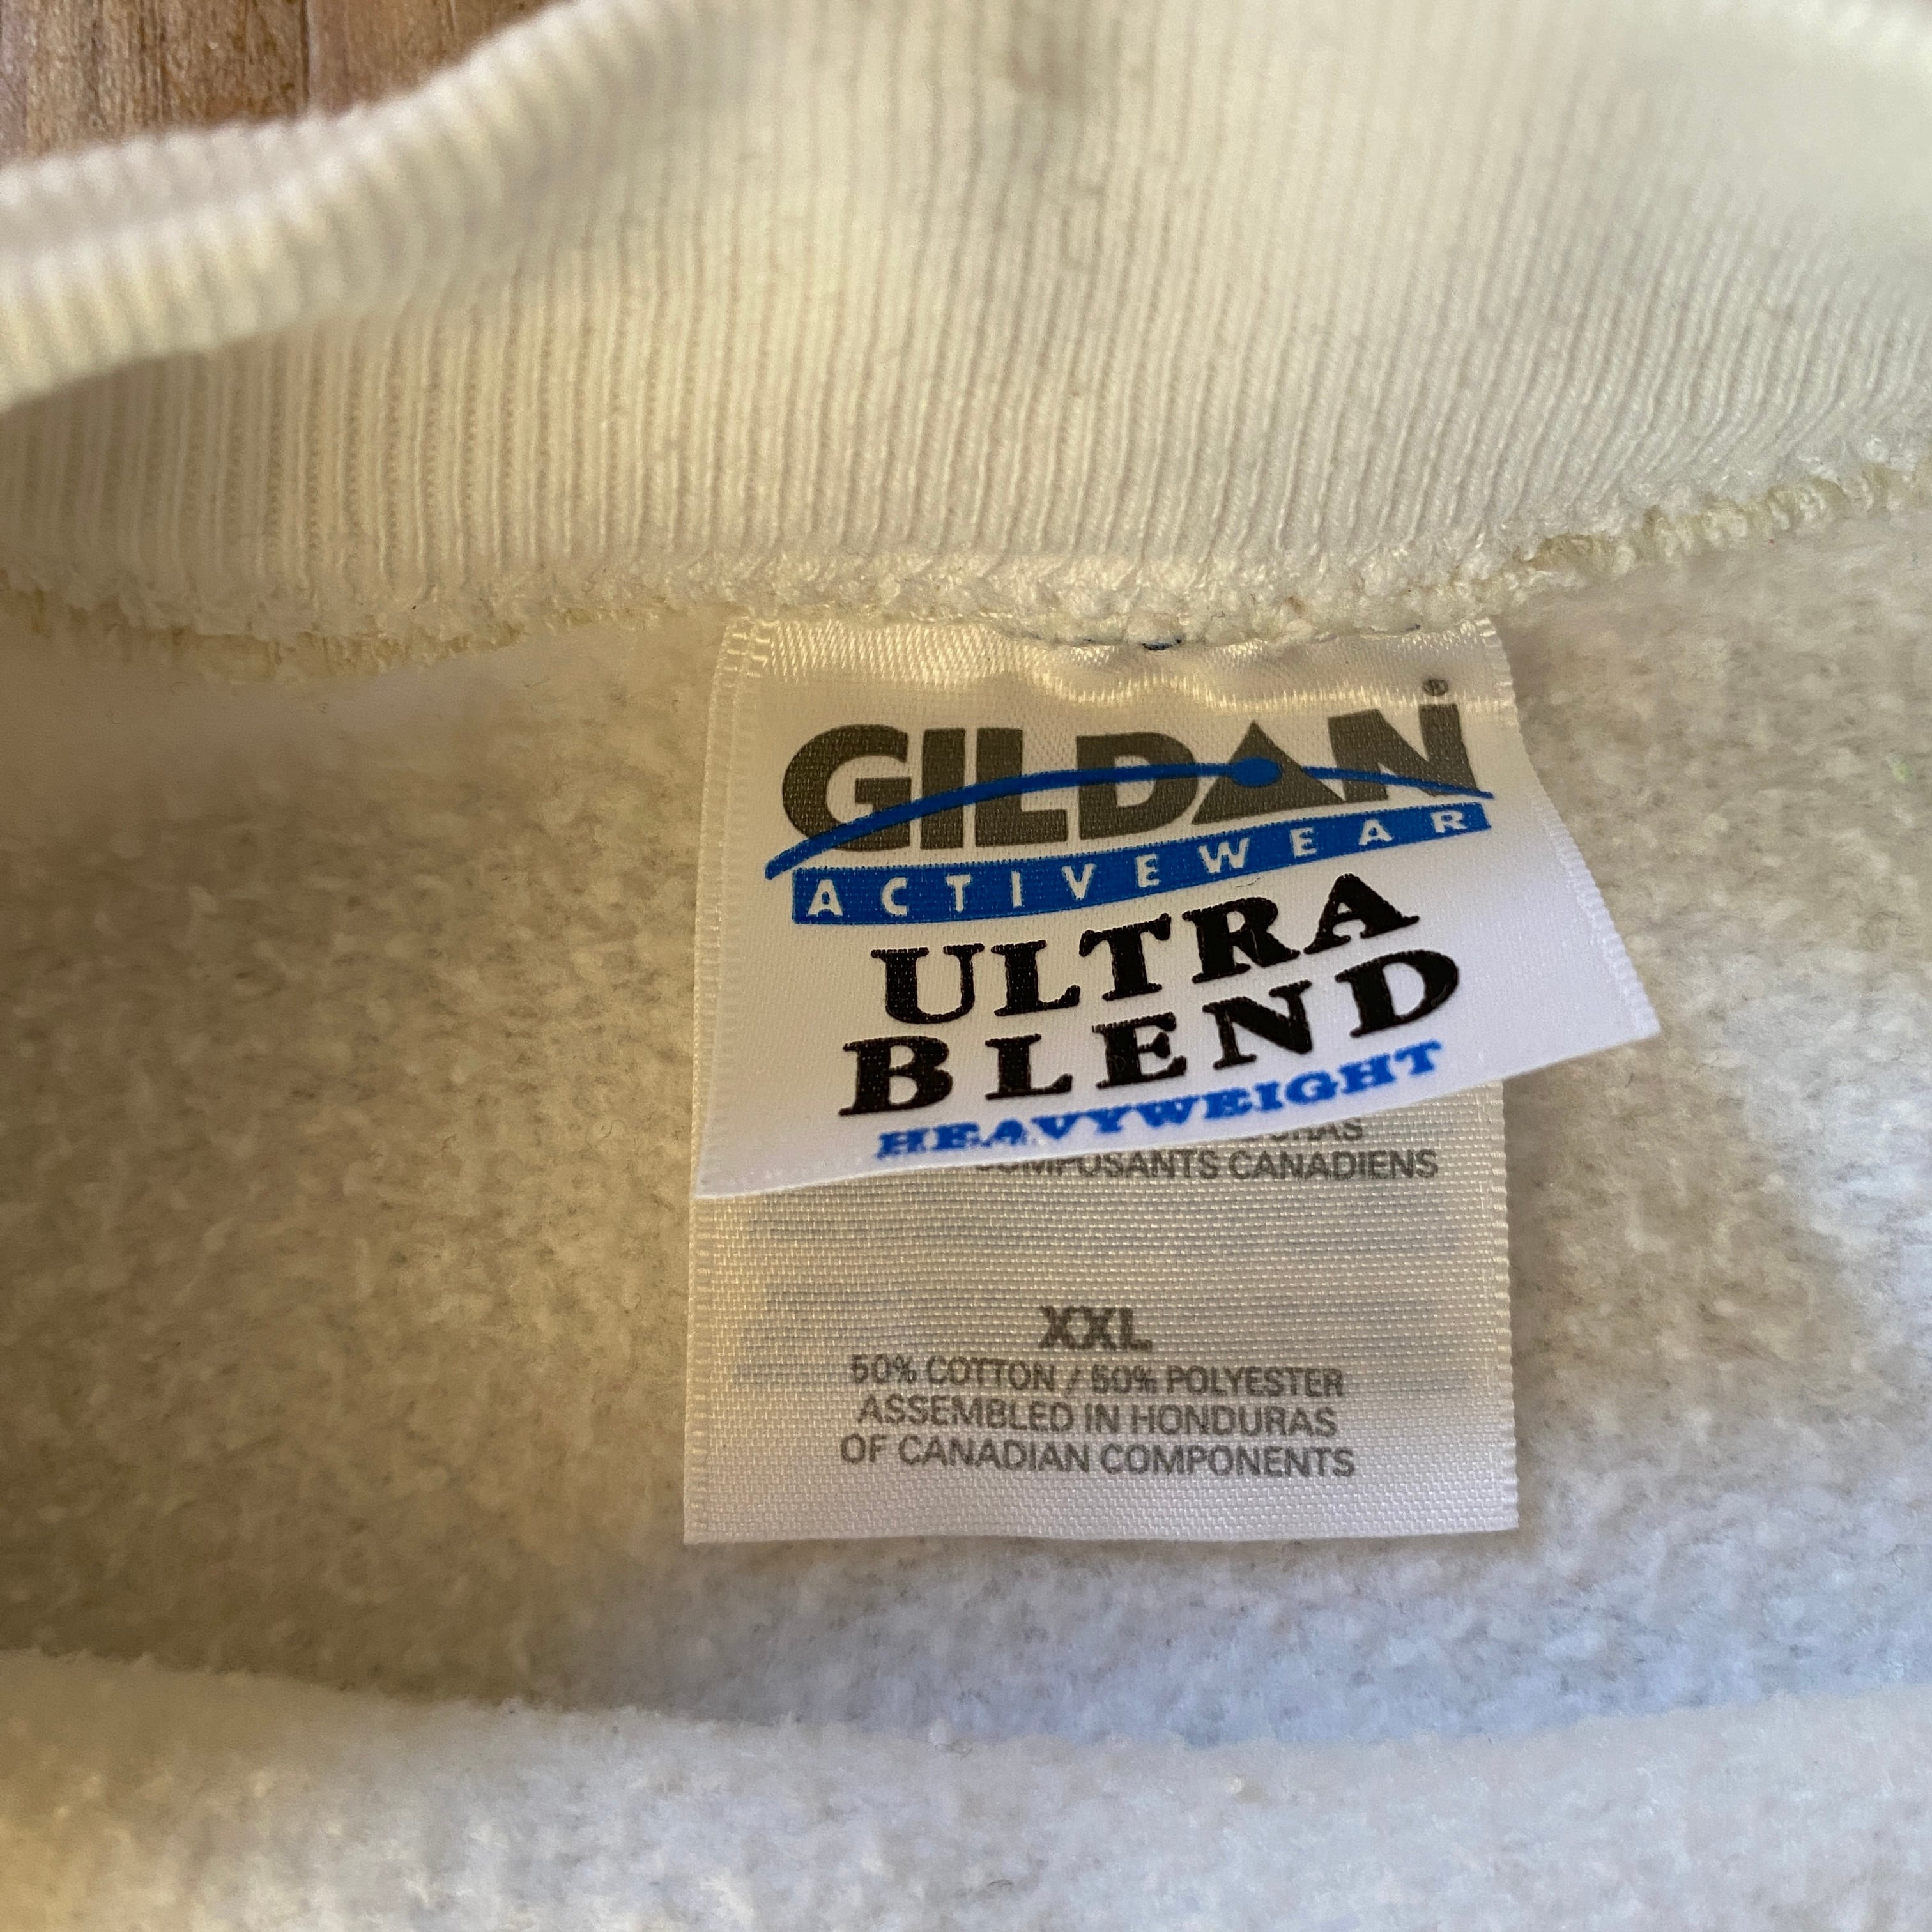 GILDAN®
ACTIVEWEAR
ULTRA
BLEND
HEAVYWEIGHT
COMPOSANTS CANADIENS
XXL
50% COTTON / 50% POLYESTER
ASSEMBLED IN HONDURAS
OF CANADIAN COMPONENTS